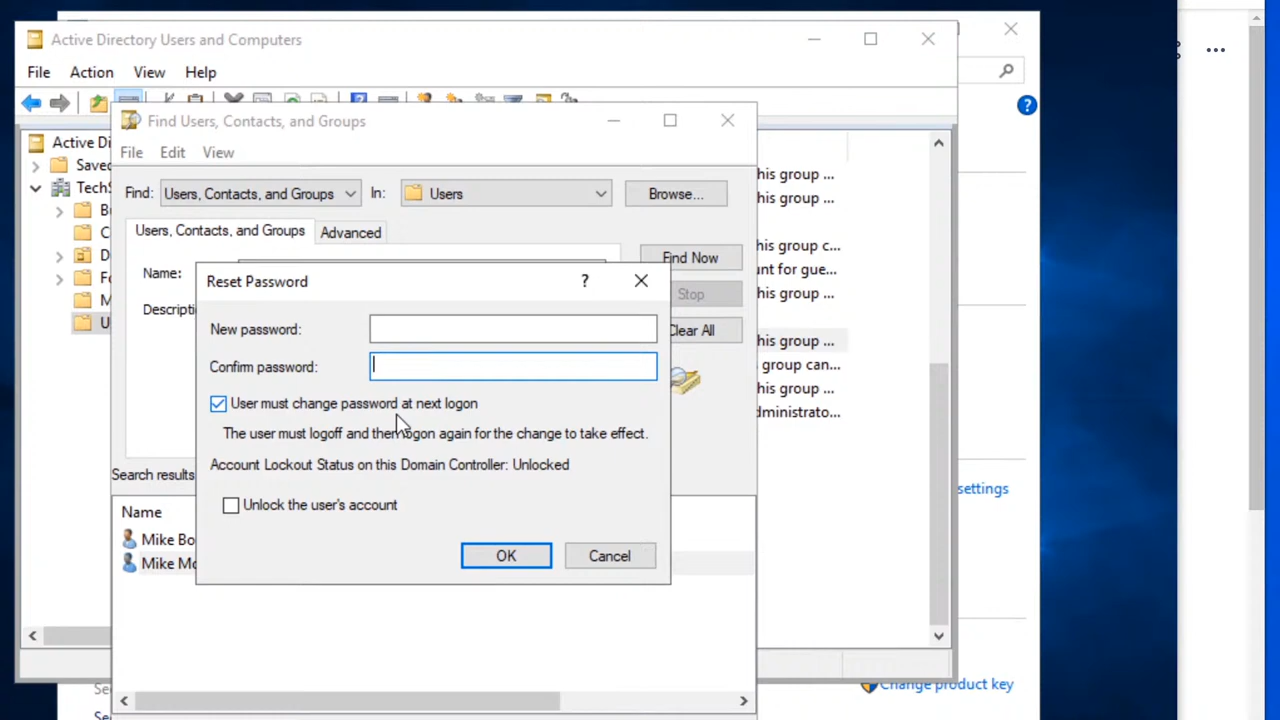 Active Directory Users and Computers
File Action View Help
Find Users, Contacts, and Groups
File Edit View
Active Di
Saved
TechS
Find: Users, Contacts, and Groups In: Users Browse...
Users, Contacts, and Groups Advanced
Name:
Find Now
Stop
Clear All
Reset Password
New password:
Confirm password:
User must change password at next logon
The user must logoff and then logon again for the change to take effect.
Account Lockout Status on this Domain Controller: Unlocked
Unlock the user's account
OK Cancel
Search results
Name
Mike Bo
Mike Mc
his group ...
his group ...
his group c...
nt for gue...
his group ...
his group ...
group can...
his group ...
dministrato...
settings
Change product key